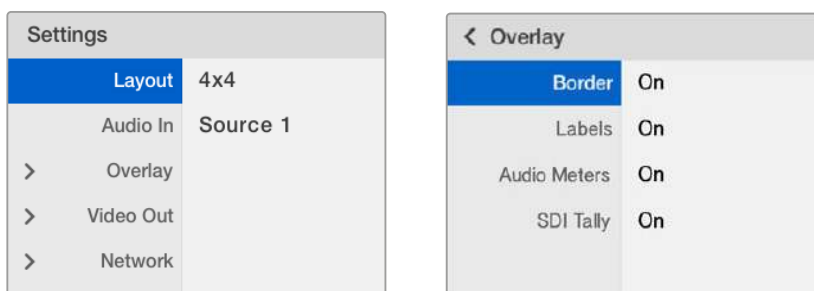 Settings
Layout 4x4
Audio In Source 1
Overlay
Video Out
Network
Overlay
Border On
Labels On
Audio Meters On
SDI Tally On